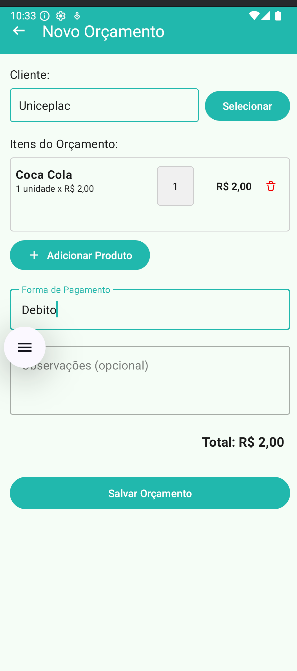 10:33
Novo Orçamento
Cliente:
Uniceplac
Selecionar
Itens do Orçamento:
Coca Cola
1 unidade x R$ 2,00
1
R$ 2,00
Adicionar Produto
Forma de Pagamento
Debito
Observações (opcional)
Total: R$ 2,00
Salvar Orçamento